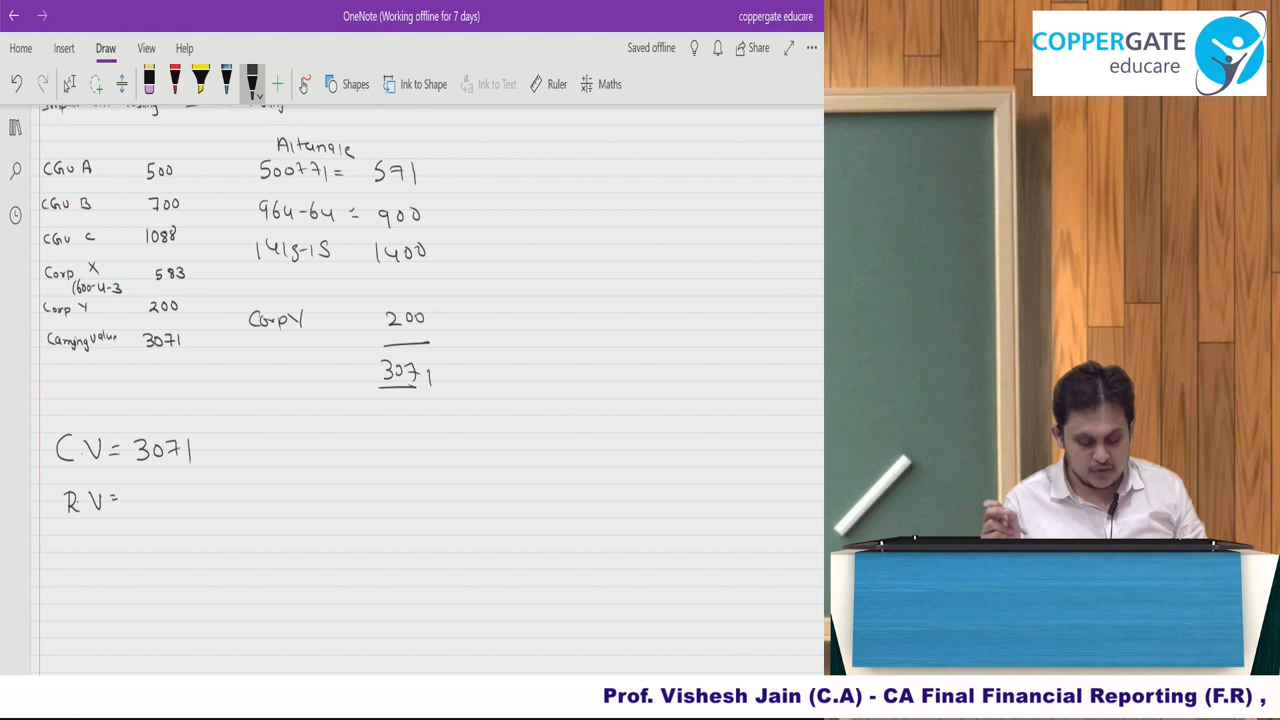 OneNote (Working offline for 7 days)
coppergate educare
Home Insert Draw View Help
Saved offline Share
Shapes Ink to Shape Ink to Text Ruler Maths
COPPERGATE
educare
Alternate
CGU A 500 500+71 = 571
CGU B 700 964-64 = 900
CGU C 1088 1415-15 1400
Corp X 583
(600-4-3
Corp Y 200 Corp Y 200
Carrying value 3071 3071
C.V = 3071
R.V =
Prof. Vishesh Jain (C.A) - CA Final Financial Reporting (F.R) ,